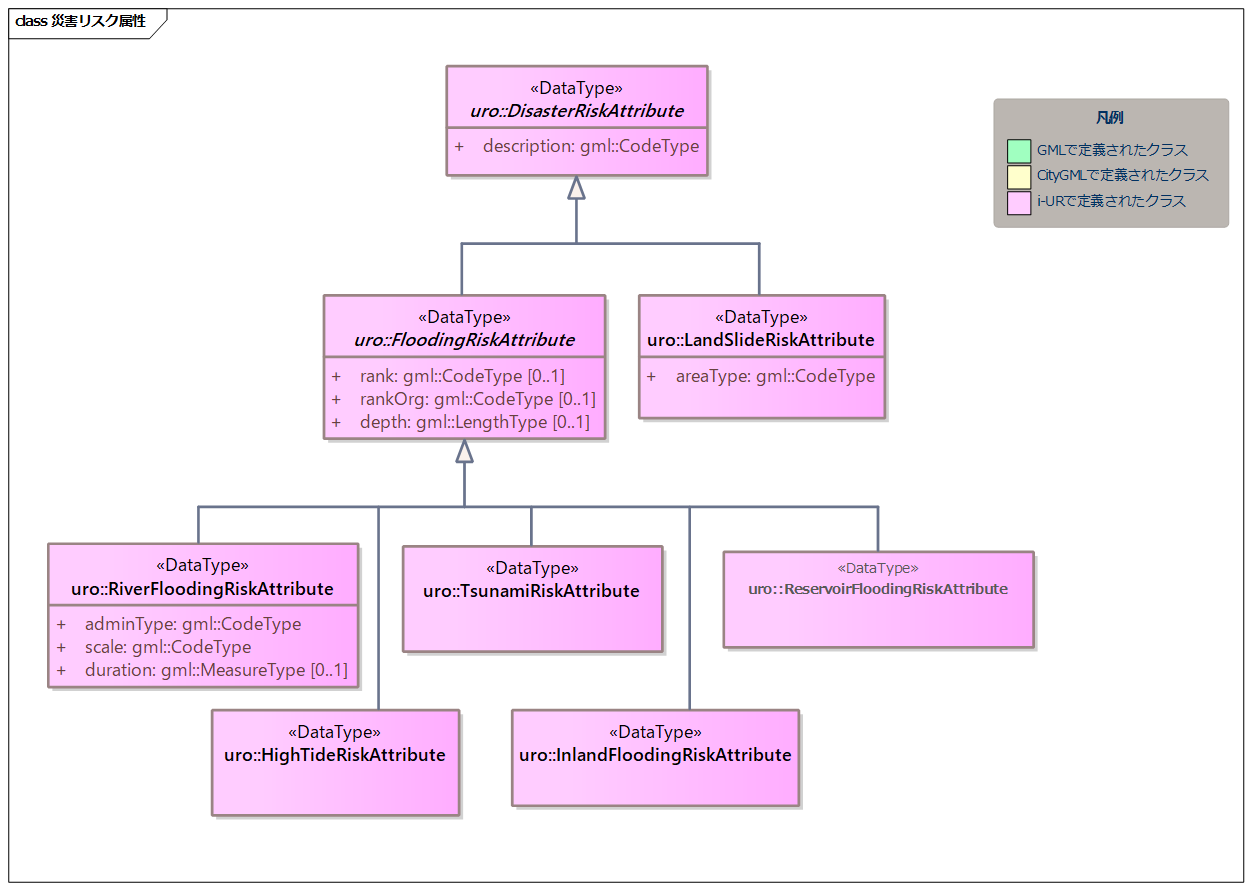 class 災害リスク属性
«DataType»
uro::DisasterRiskAttribute
+ description: gml::CodeType
凡例
GMLで定義されたクラス
CityGMLで定義されたクラス
i-URで定義されたクラス
«DataType»
uro::FloodingRiskAttribute
+ rank: gml::CodeType [0..1]
+ rankOrg: gml::CodeType [0..1]
+ depth: gml::LengthType [0..1]
«DataType»
uro::LandSlideRiskAttribute
+ areaType: gml::CodeType
«DataType»
uro::RiverFloodingRiskAttribute
+ adminType: gml::CodeType
+ scale: gml::CodeType
+ duration: gml::MeasureType [0..1]
«DataType»
uro::TsunamiRiskAttribute
«DataType»
uro::ReservoirFloodingRiskAttribute
«DataType»
uro::HighTideRiskAttribute
«DataType»
uro::InlandFloodingRiskAttribute